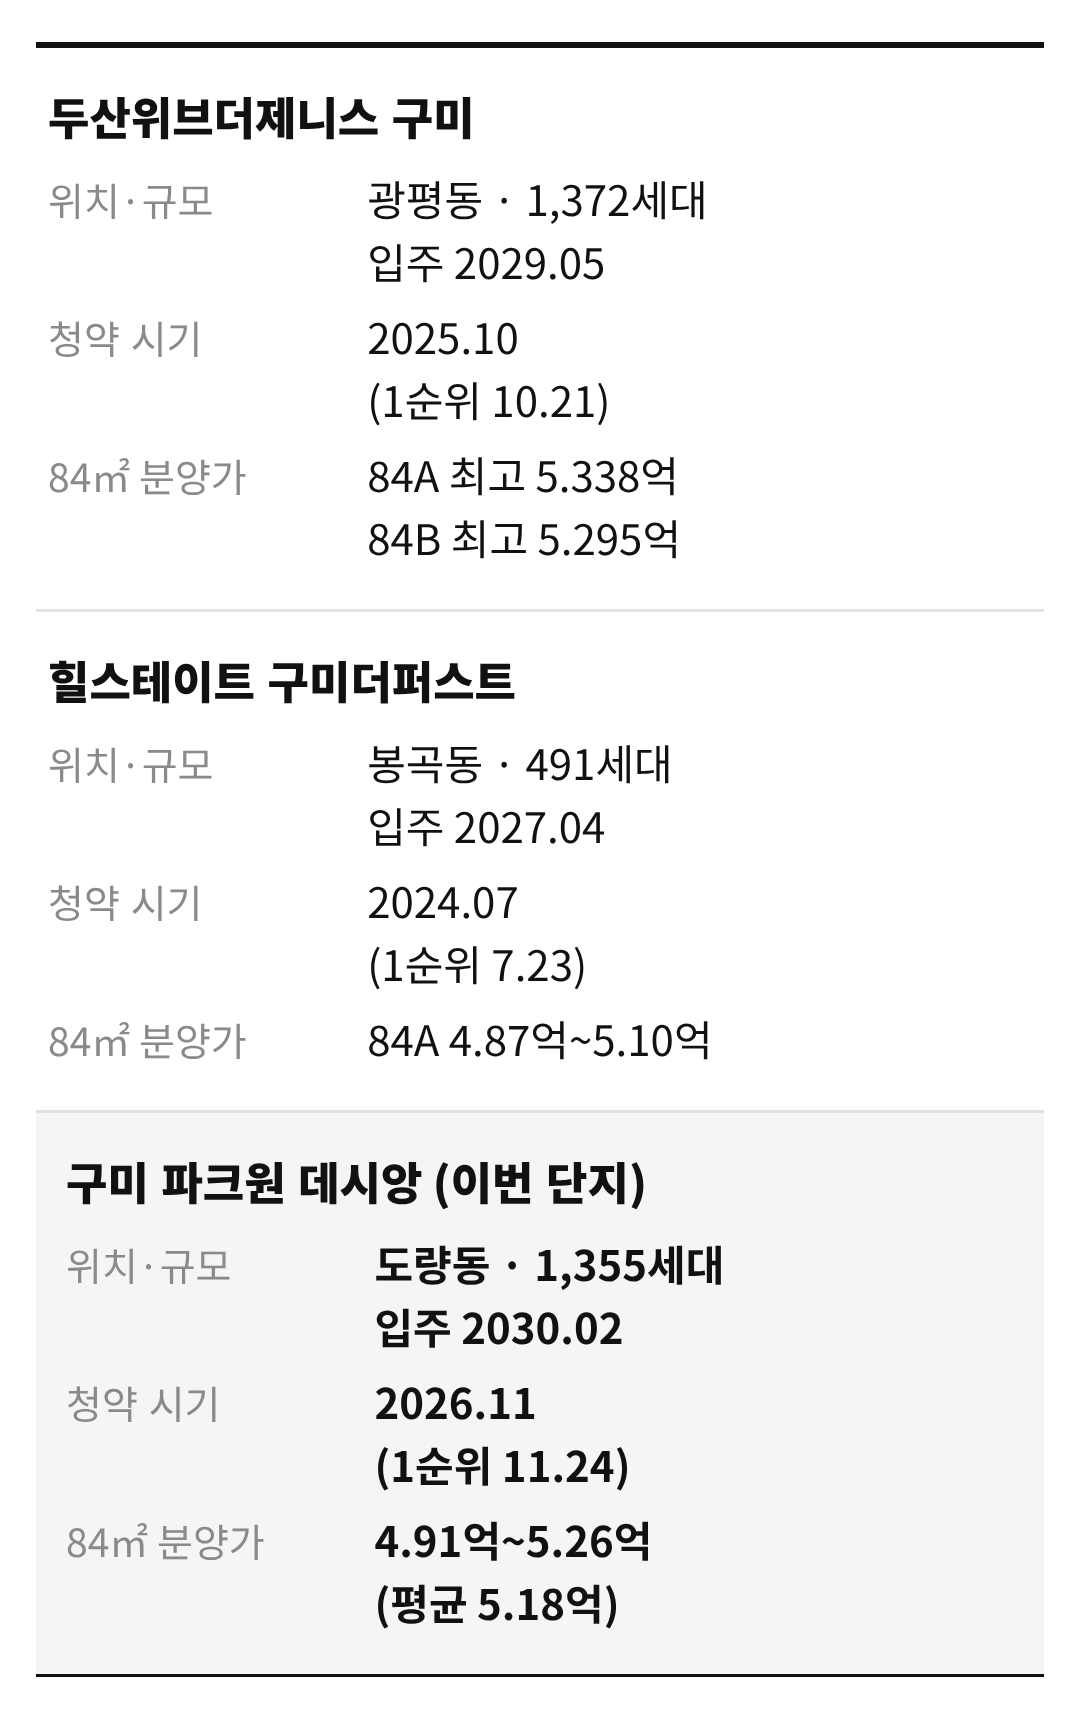 두산위브더제니스 구미
위치·규모 광평동 · 1,372세대
입주 2029.05
청약 시기 2025.10
(1순위 10.21)
84㎡ 분양가 84A 최고 5.338억
84B 최고 5.295억
힐스테이트 구미더퍼스트
위치·규모 봉곡동 · 491세대
입주 2027.04
청약 시기 2024.07
(1순위 7.23)
84㎡ 분양가 84A 4.87억~5.10억
구미 파크원 데시앙 (이번 단지)
위치·규모 도량동 · 1,355세대
입주 2030.02
청약 시기 2026.11
(1순위 11.24)
84㎡ 분양가 4.91억~5.26억
(평균 5.18억)